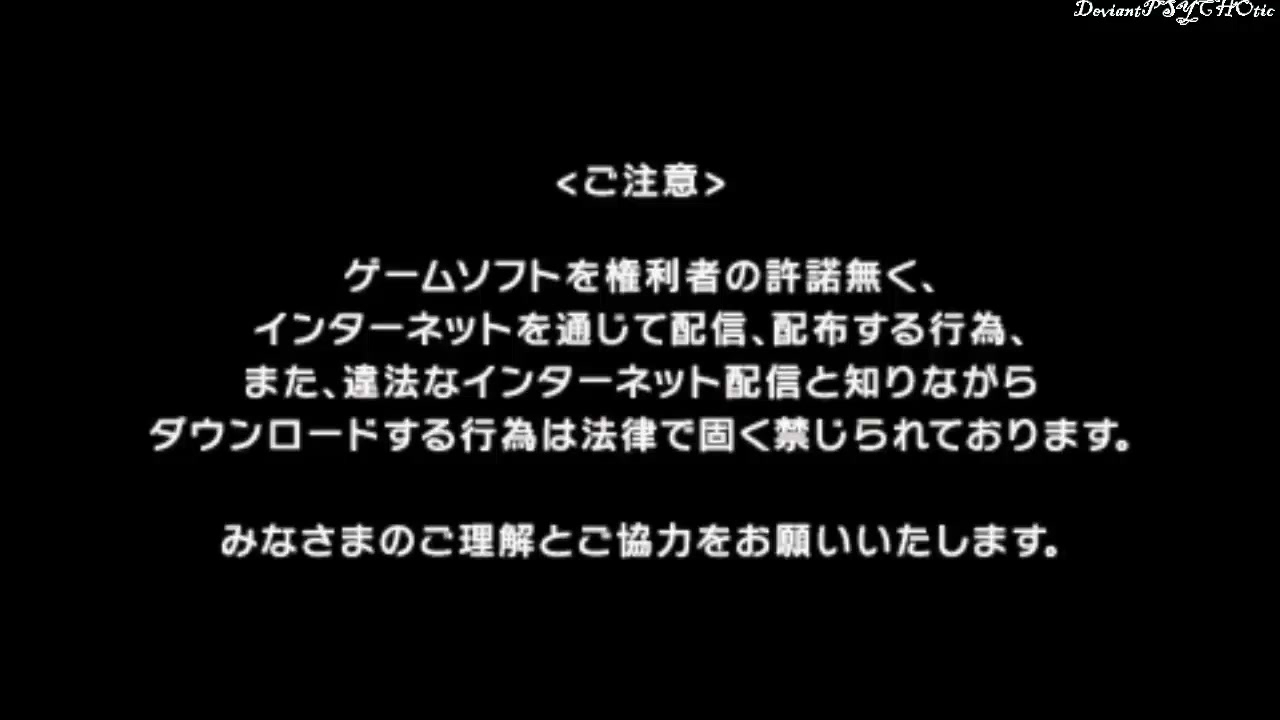 DeviantPSYCHOtic
<ご注意>
ゲームソフトを権利者の許諾無く、
インターネットを通じて配信、配布する行為、
また、違法なインターネット配信と知りながら
ダウンロードする行為は法律で固く禁じられております。
みなさまのご理解とご協力をお願いいたします。